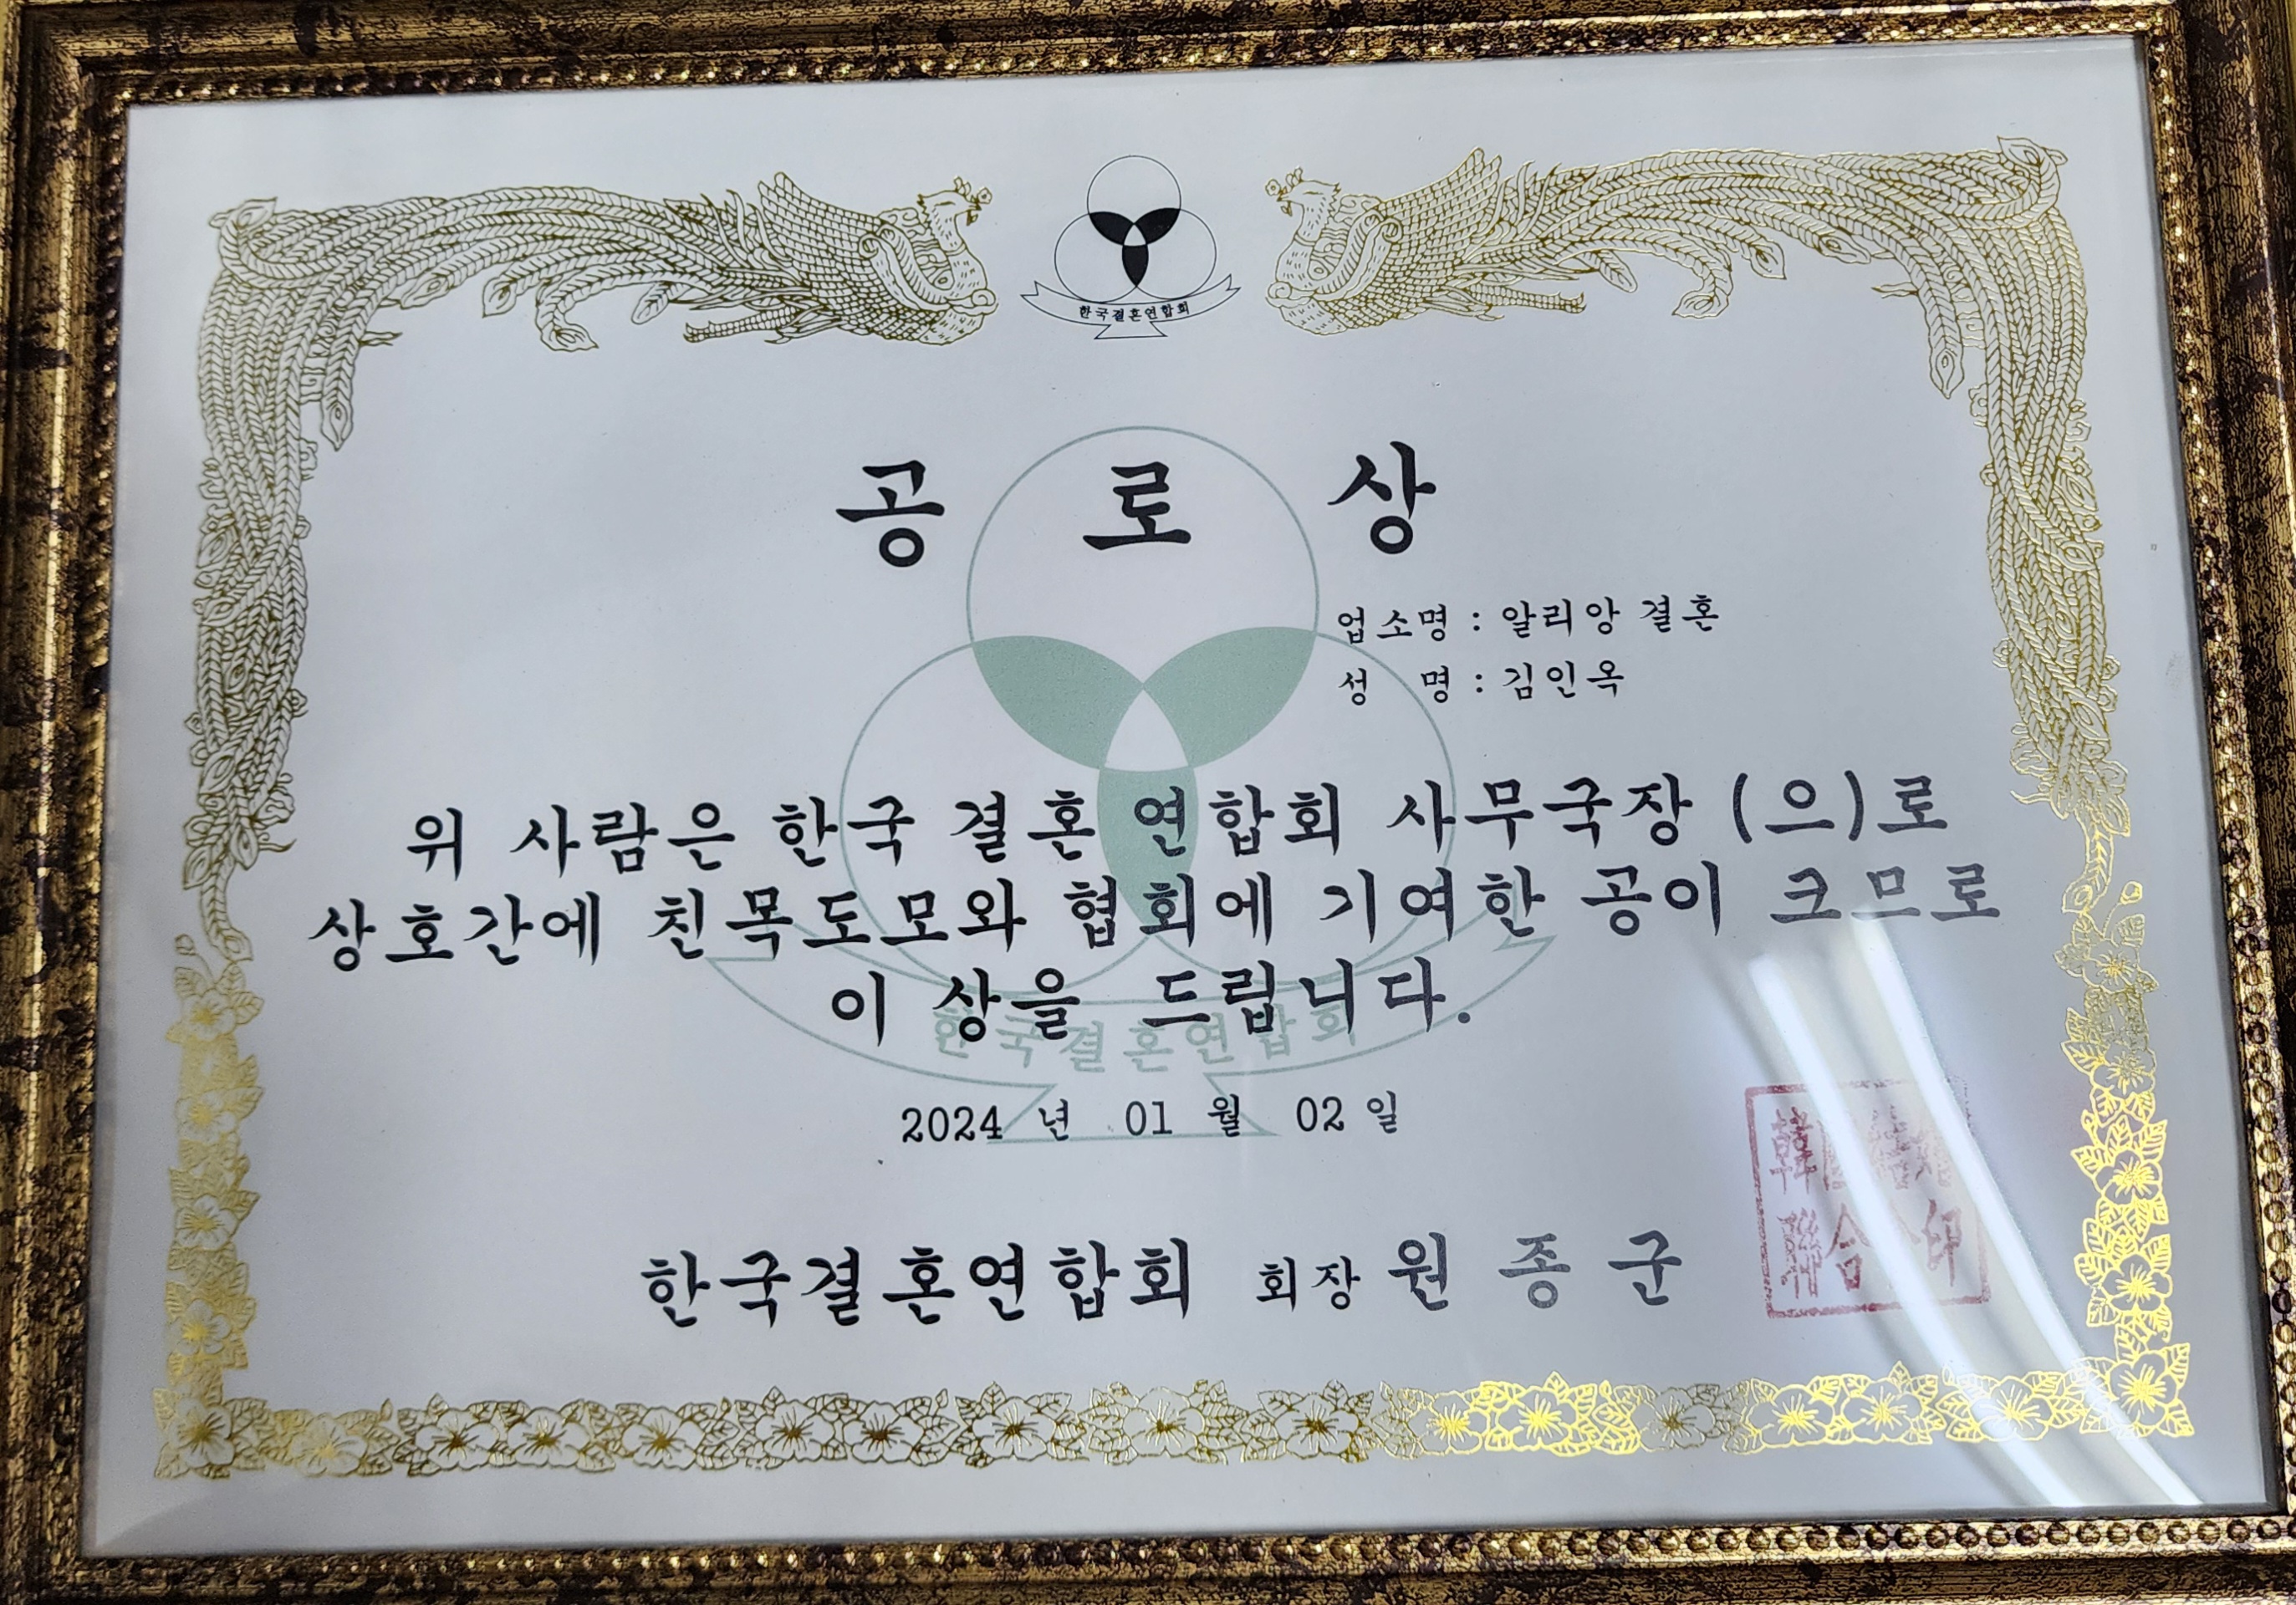 한국결혼연합회
공 로 상
업소명 : 알리앙 결혼
성 명 : 김인옥
위 사람은 한국 결혼 연합회 사무국장 (으)로
상호간에 친목도모와 협회에 기여한 공이 크므로
이 상을 드립니다.
한국결혼연합회
2024 년 01 월 02 일
한국결혼연합회 회장 원 종 군
韓
聯合 印